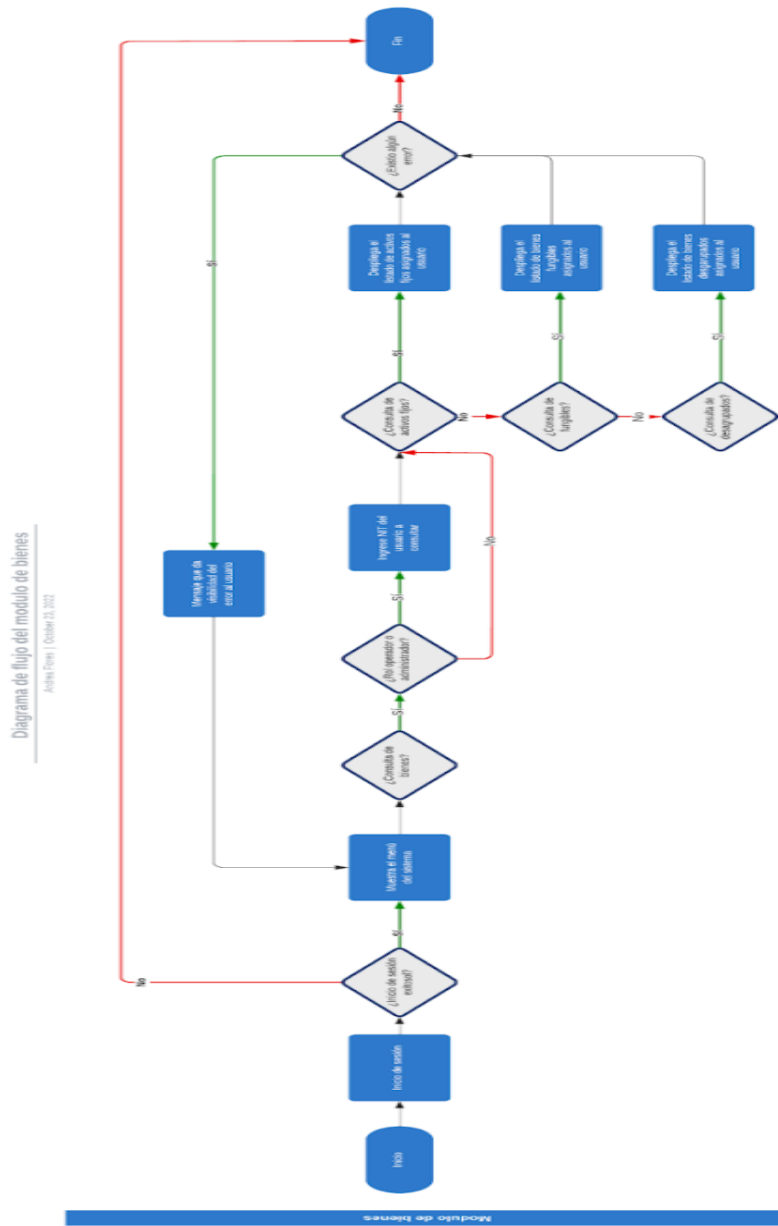 Diagrama de flujo del modulo de bienes
Andrea Flores | October 23, 2022
Modulo de bienes
Inicio
Inicio de sesión
¿Inicio de sesión
exitosol?
No
sí
Muestra el menú
del sistema
¿Consulta de
bienes?
Sí
¿Rol operador o
administrador?
Sí
No
Ingrese NIT del
usuario a
consultar
¿Consulta de
activos fijos?
sí
No
¿Consulta de
fungibles?
Sí
No
¿Consulta de
desagrupados?
Sí
Despliega el
listado de activos
fijos asignados al
usuario
Despliega el
listado de bienes
fungibles
asignados al
usuario
Despliega el
listado de bienes
desgarupados
asignados al
usuario
¿Existio algún
error?
sí
No
Mensaje que da
visibilidad del
error al usuario
Fin